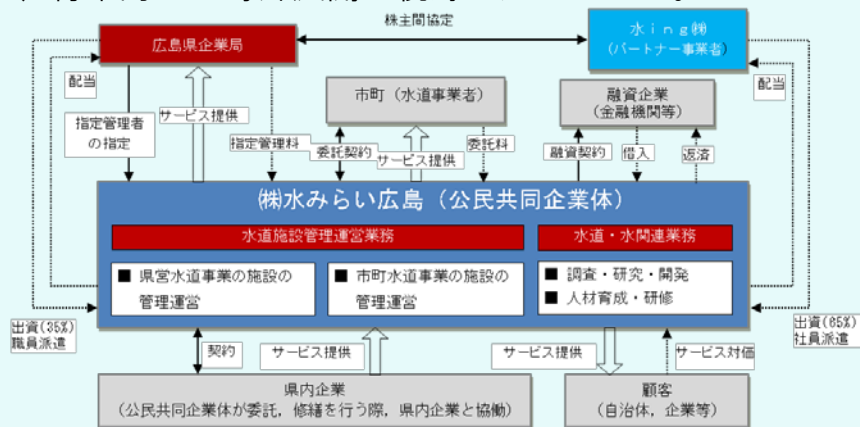 株主間協定
広島県企業局
水ing㈱
(パートナー事業者)
配当
配当
サービス提供
市町(水道事業者)
融資企業
(金融機関等)
指定管理者
の指定
指定管理料
委託契約
サービス提供
委託料
融資契約
借入
返済
㈱水みらい広島(公民共同企業体)
水道施設管理運営業務
水道・水関連業務
■ 県営水道事業の施設の
管理運営
■ 市町水道事業の施設の
管理運営
■ 調査・研究・開発
■ 人材育成・研修
出資(35%)
職員派遣
出資(65%)
社員派遣
契約
サービス提供
サービス提供
サービス対価
県内企業
(公民共同企業体が委託,修繕を行う際,県内企業と協働)
顧客
(自治体,企業等)